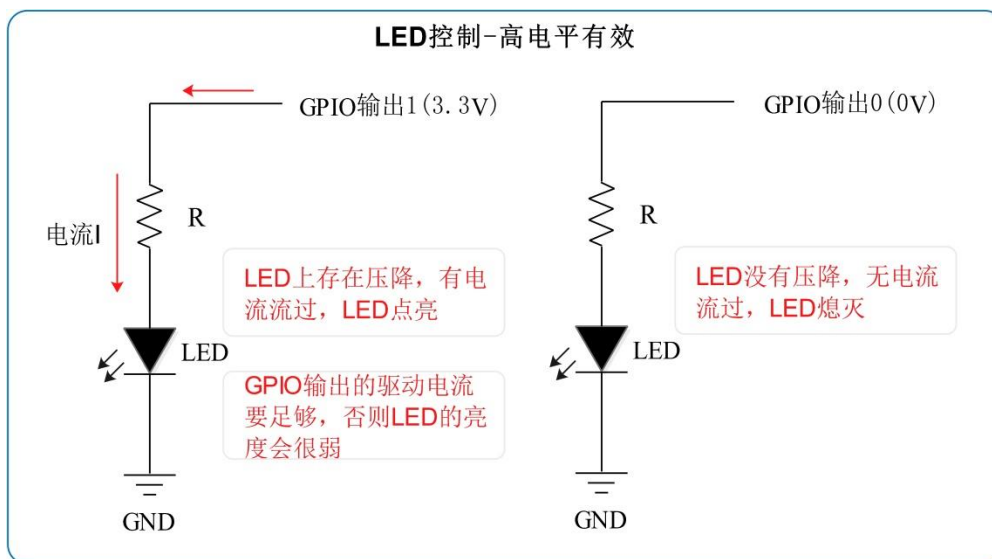 LED控制-高电平有效
GPIO输出1(3.3V)
R
电流I
LED上存在压降，有电
流流过，LED点亮
LED
GPIO输出的驱动电流
要足够，否则LED的亮
度会很弱
GND
GPIO输出0(0V)
R
LED没有压降，无电流
流过，LED熄灭
LED
GND